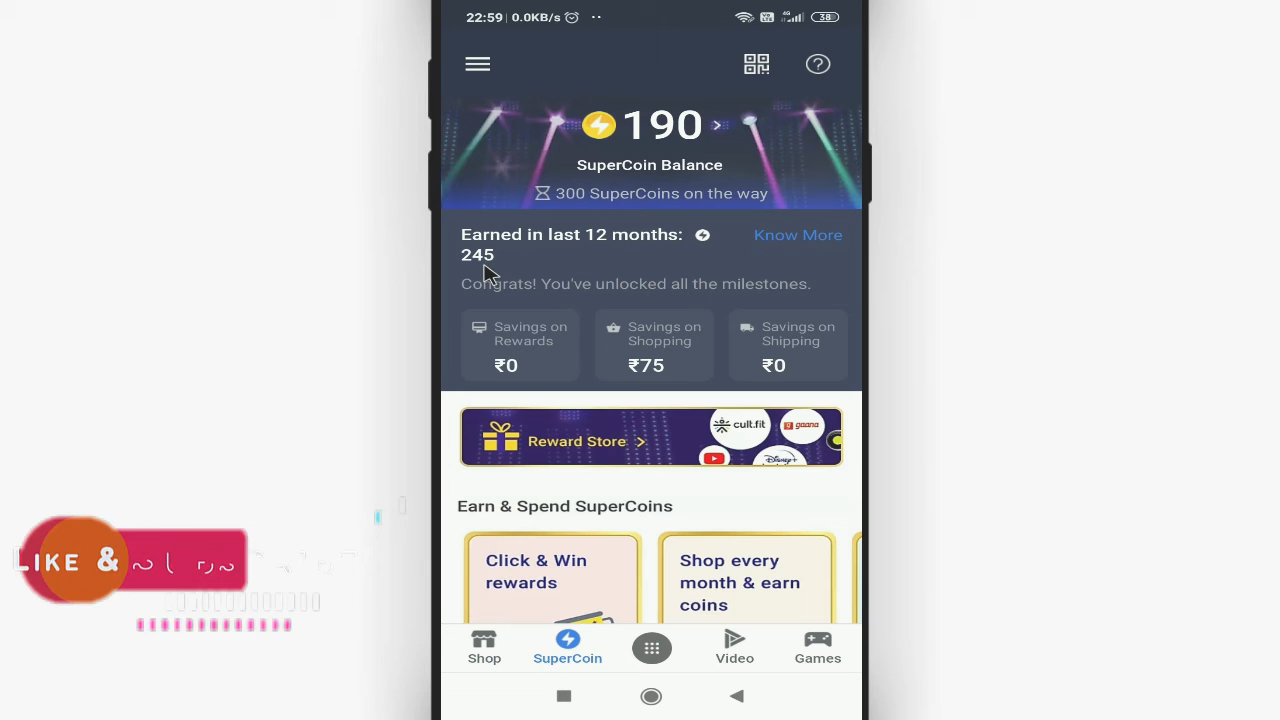 22:59 0.0KB/s
4G
38
190
SuperCoin Balance
300 SuperCoins on the way
Earned in last 12 months:
245
Know More
Congrats! You've unlocked all the milestones.
Savings on
Rewards
₹0
Savings on
Shopping
₹75
Savings on
Shipping
₹0
Reward Store
cult.fit
gaana
Disney+
Earn & Spend SuperCoins
Click & Win
rewards
Shop every
month & earn
coins
LIKE &
Shop
SuperCoin
Video
Games